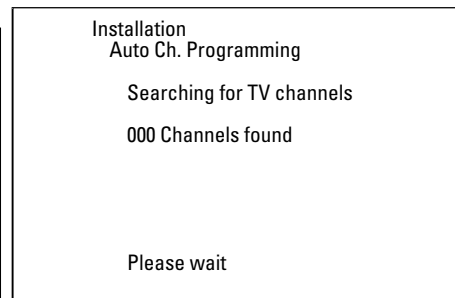 Installation
Auto Ch. Programming
Searching for TV channels
000 Channels found
Please wait